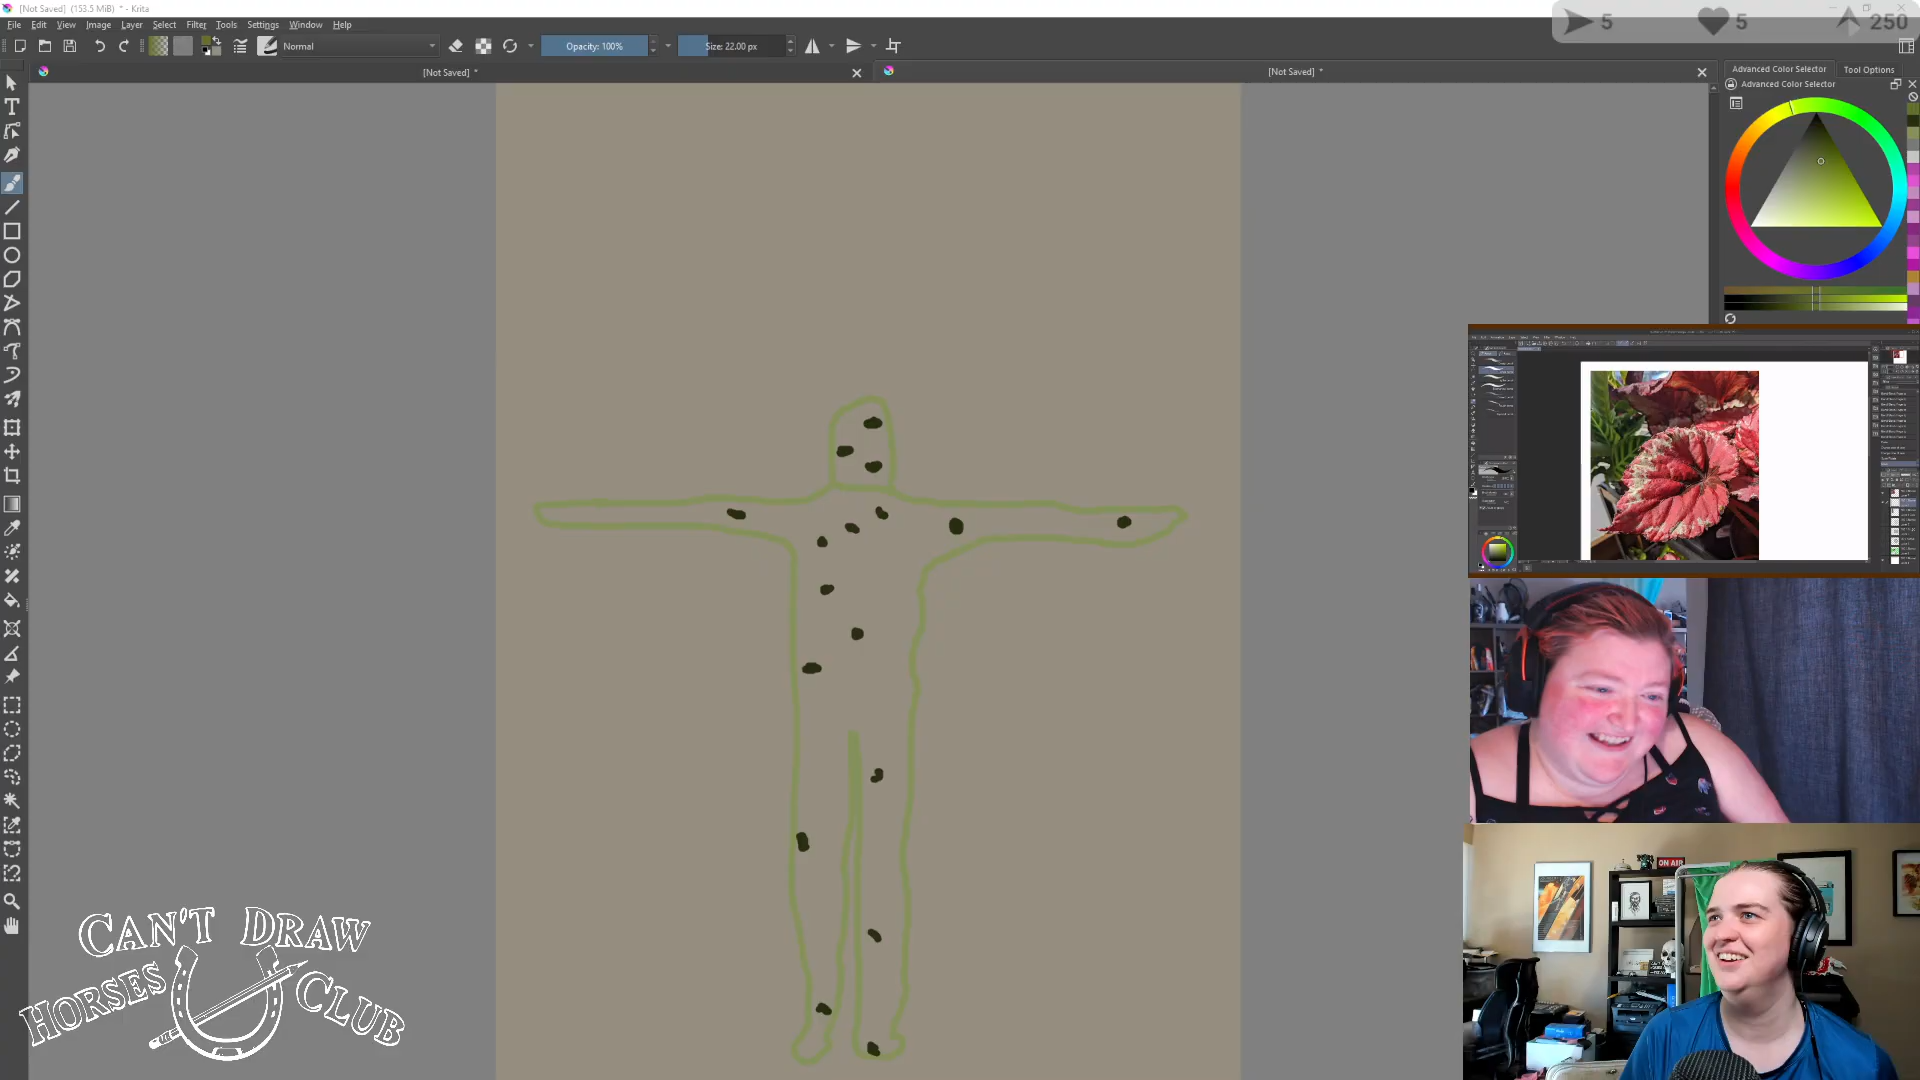 [Not Saved] (153.5 MiB) * - Krita
File Edit View Image Layer Filter Tools Settings Window Help
Normal
Opacity: 100%
Size: 22.00 px
5
5
250
[Not Saved] *
[Not Saved] *
Advanced Color Selector
Tool Options
Advanced Color Selector
ON AIR
CAN'T DRAW
HORSES
CLUB